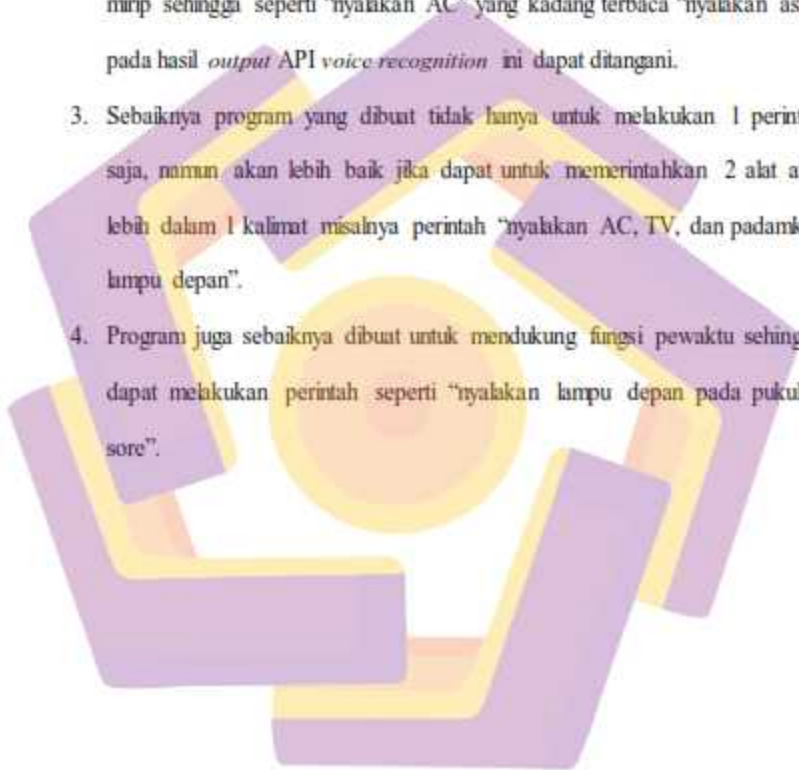 mirip sehingga seperti “nyalakan AC” yang kadang terbaca “nyalakan as
pada hasil output API voice recognition ini dapat ditangani.
3. Sebaiknya program yang dibuat tidak hanya untuk melakukan 1 perint
saja, namun akan lebih baik jika dapat untuk memerintahkan 2 alat a
lebih dalam 1 kalimat misalnya perintah “nyalakan AC, TV, dan padamk
lampu depan”.
4. Program juga sebaiknya dibuat untuk mendukung fungsi pewaktu sehing
dapat melakukan perintah seperti “nyalakan lampu depan pada pukul
sore”.